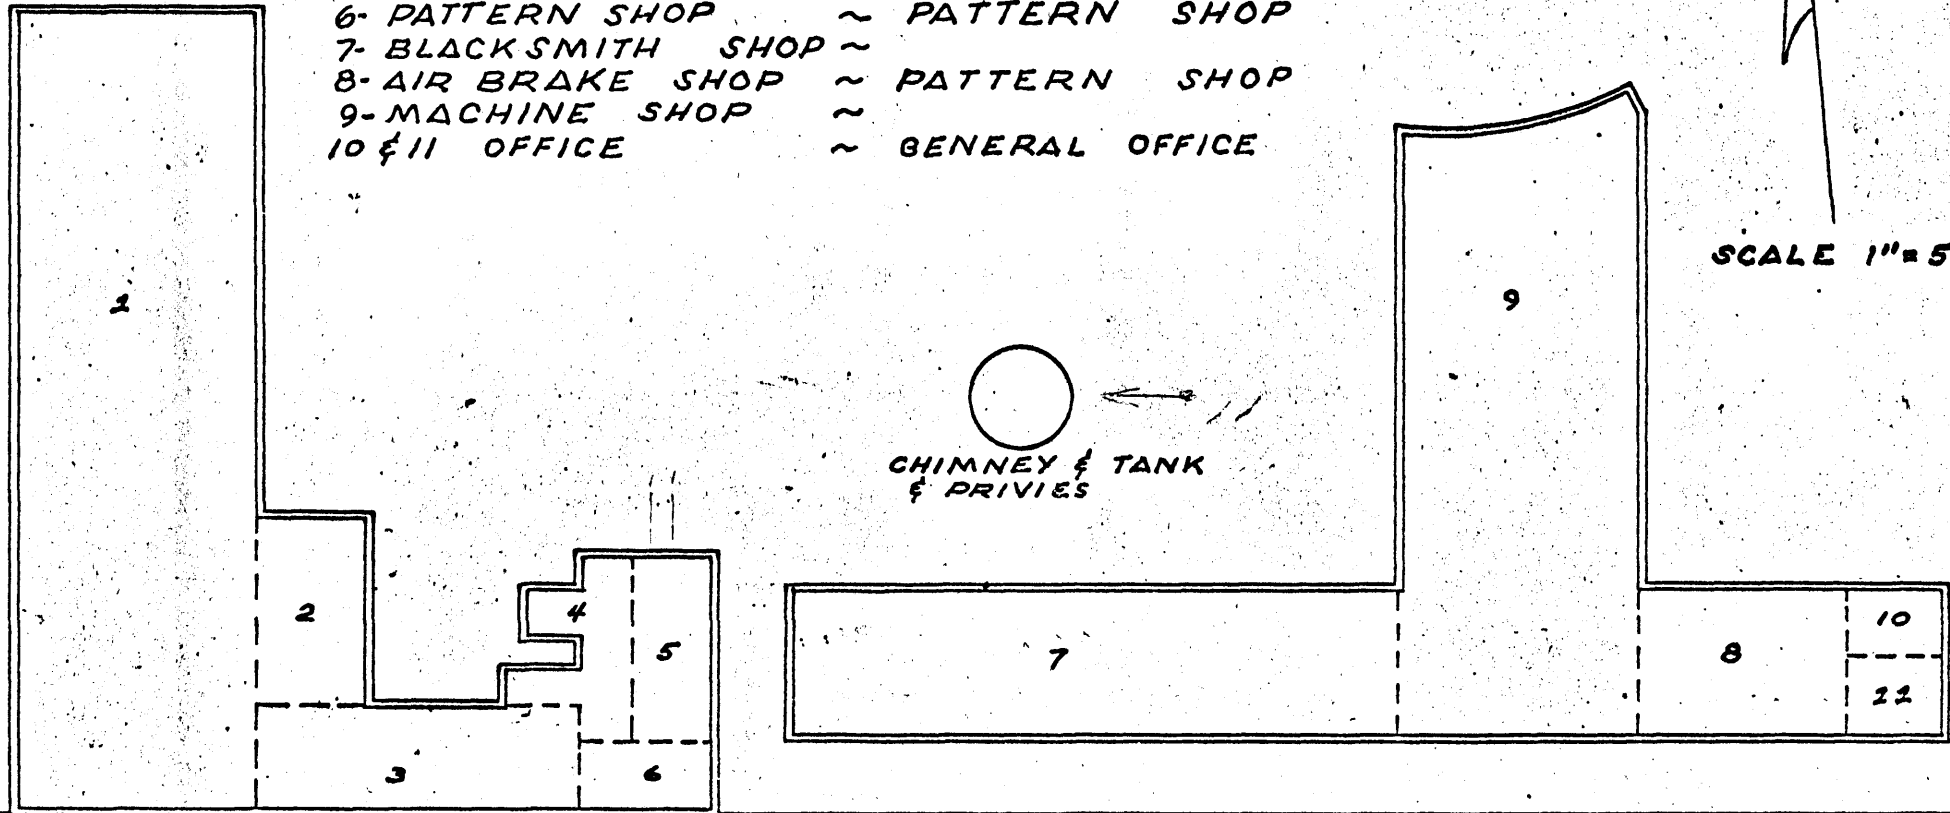 6- PATTERN SHOP ~ PATTERN SHOP
7- BLACKSMITH SHOP ~
8- AIR BRAKE SHOP ~ PATTERN SHOP
9- MACHINE SHOP ~
10 & 11 OFFICE ~ GENERAL OFFICE
SCALE 1"= 5
1
9
CHIMNEY & TANK
& PRIVIES
2
4
5
7
8
10
11
3
6